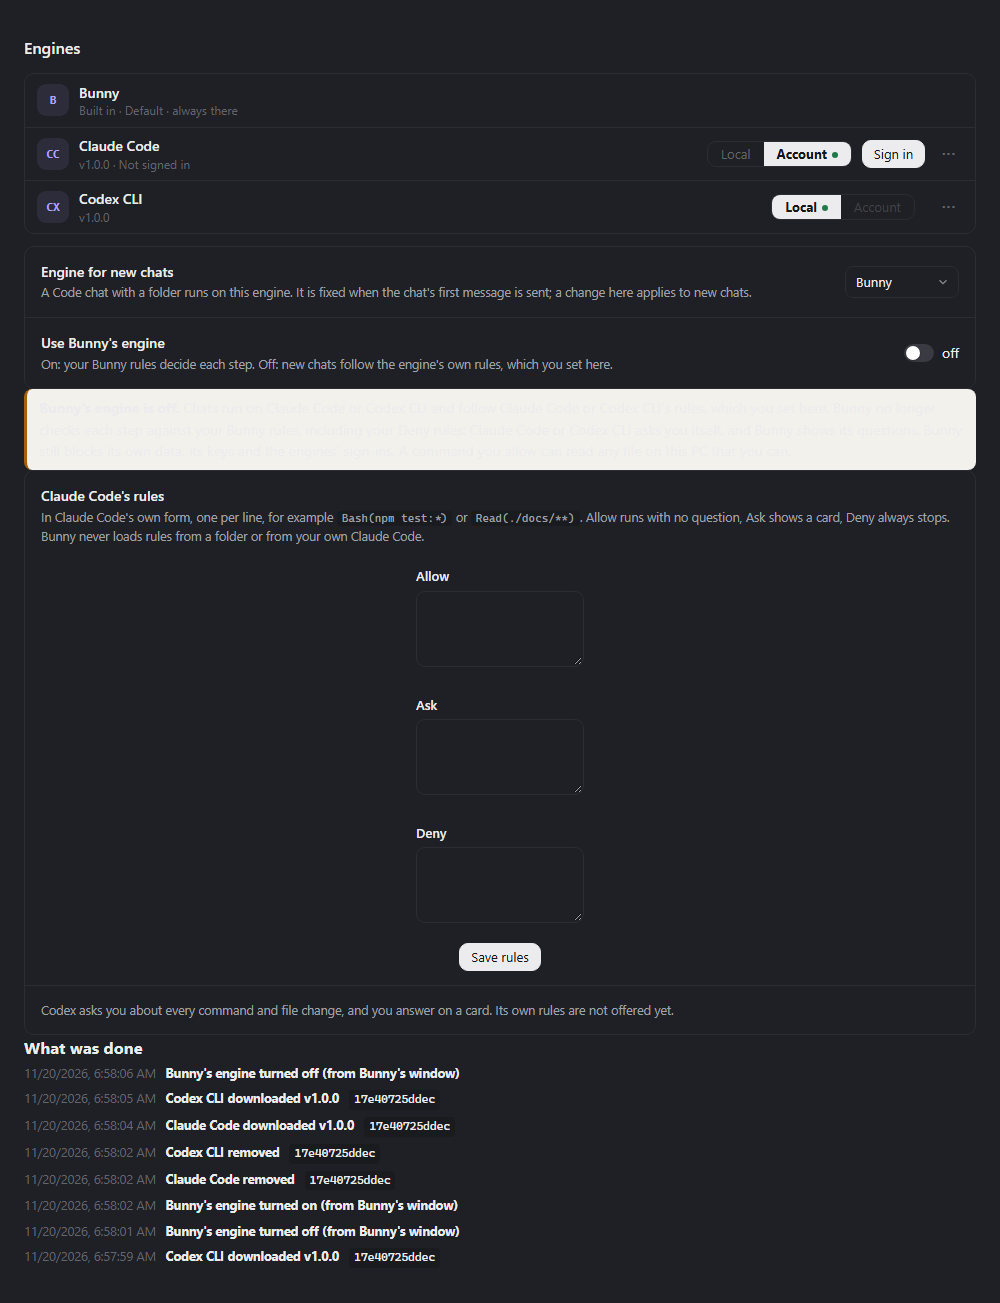 Engines
B
Bunny
Built in · Default · always there
CC
Claude Code
v1.0.0 · Not signed in
Local
Account
Sign in
CX
Codex CLI
v1.0.0
Local
Account
Engine for new chats
A Code chat with a folder runs on this engine. It is fixed when the chat's first message is sent; a change here applies to new chats.
Bunny
Use Bunny's engine
On: your Bunny rules decide each step. Off: new chats follow the engine's own rules, which you set here.
off
Bunny's engine is off.
Claude Code's rules
In Claude Code's own form, one per line, for example Bash(npm test:*) or Read(./docs/**) . Allow runs with no question, Ask shows a card, Deny always stops.
Bunny never loads rules from a folder or from your own Claude Code.
Allow
Ask
Deny
Save rules
Codex asks you about every command and file change, and you answer on a card. Its own rules are not offered yet.
What was done
11/20/2026, 6:58:06 AM Bunny's engine turned off (from Bunny's window)
11/20/2026, 6:58:05 AM Codex CLI downloaded v1.0.0 17e40725ddec
11/20/2026, 6:58:04 AM Claude Code downloaded v1.0.0 17e40725ddec
11/20/2026, 6:58:02 AM Codex CLI removed 17e40725ddec
11/20/2026, 6:58:02 AM Claude Code removed 17e40725ddec
11/20/2026, 6:58:02 AM Bunny's engine turned on (from Bunny's window)
11/20/2026, 6:58:01 AM Bunny's engine turned off (from Bunny's window)
11/20/2026, 6:57:59 AM Codex CLI downloaded v1.0.0 17e40725ddec